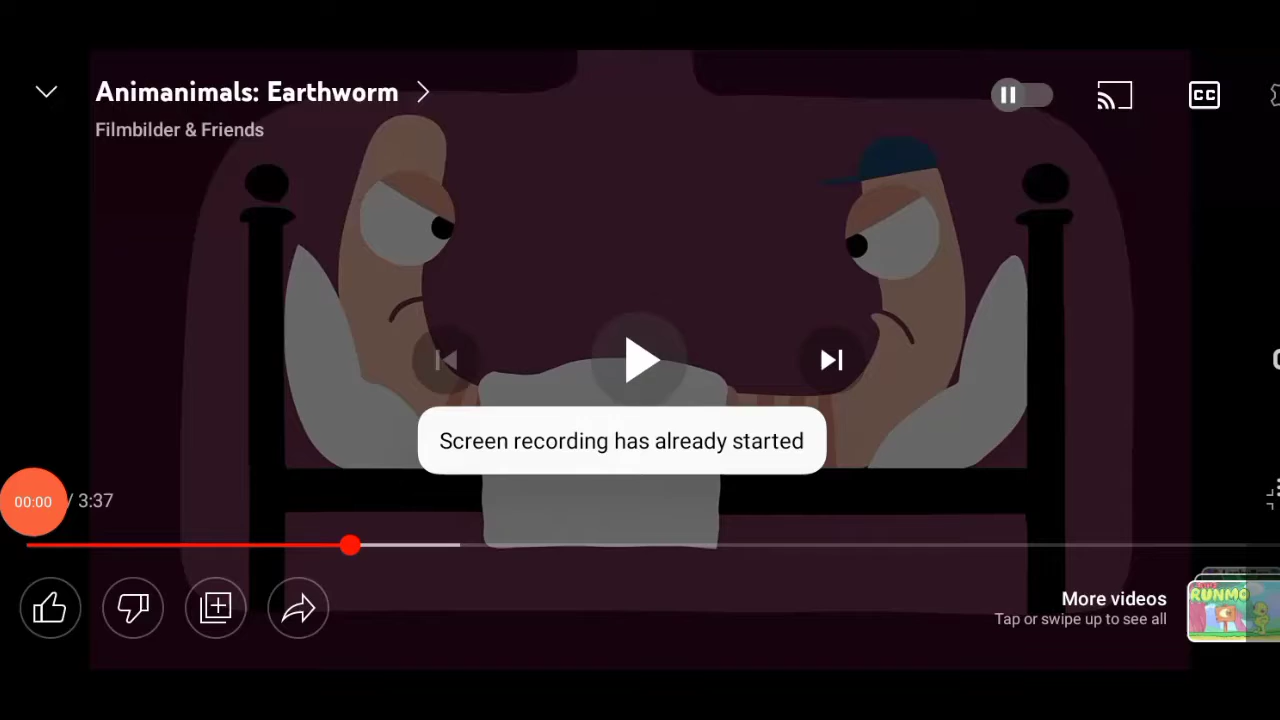 Animanimals: Earthworm
Filmbilder & Friends
CC
Screen recording has already started
00:00 / 3:37
More videos
Tap or swipe up to see all
RUNMO